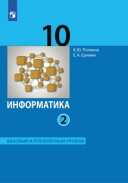 10
К.Ю. Поляков
Е.А. Еремин
ИНФОРМАТИКА
2
БАЗОВЫЙ И УГЛУБЛЁННЫЙ УРОВНИ